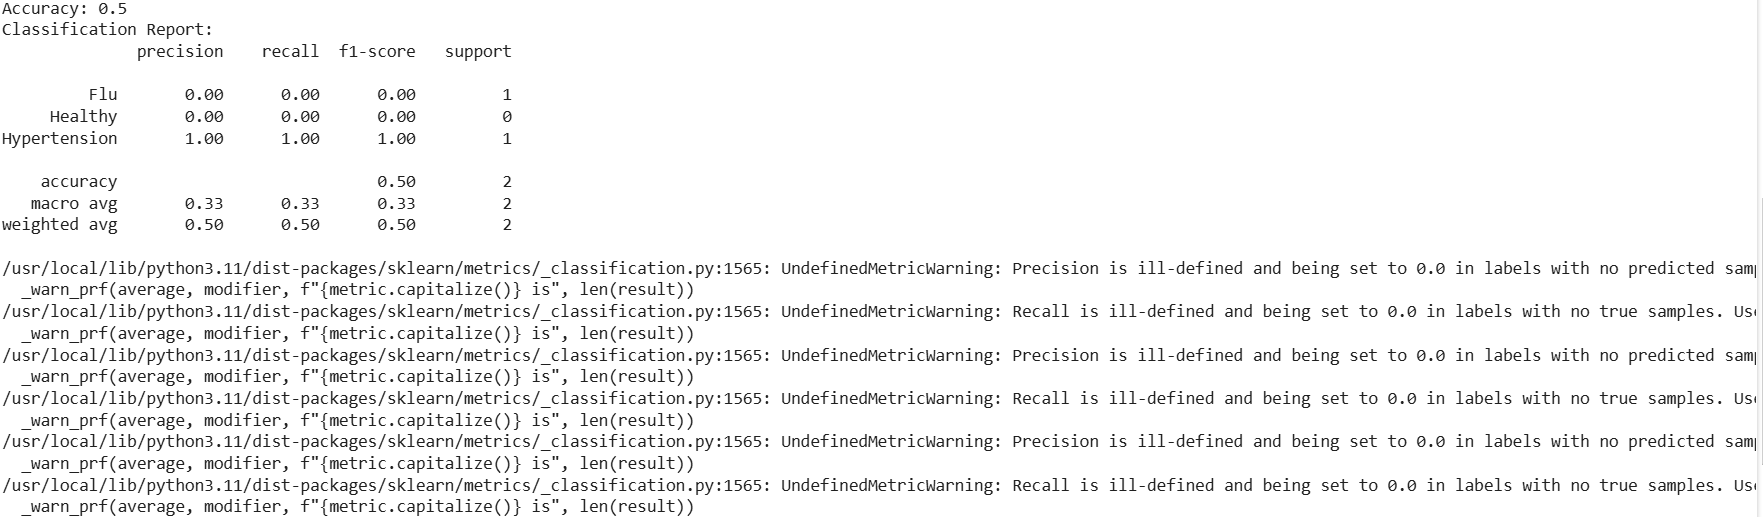 Accuracy: 0.5
Classification Report:
precision recall f1-score support
Flu 0.00 0.00 0.00 1
Healthy 0.00 0.00 0.00 0
Hypertension 1.00 1.00 1.00 1
accuracy 0.50 2
macro avg 0.33 0.33 0.33 2
weighted avg 0.50 0.50 0.50 2
/usr/local/lib/python3.11/dist-packages/sklearn/metrics/_classification.py:1565: UndefinedMetricWarning: Precision is ill-defined and being set to 0.0 in labels with no predicted
_warn_prf(average, modifier, f"{metric.capitalize()} is", len(result))
/usr/local/lib/python3.11/dist-packages/sklearn/metrics/_classification.py:1565: UndefinedMetricWarning: Recall is ill-defined and being set to 0.0 in labels with no true samples.
_warn_prf(average, modifier, f"{metric.capitalize()} is", len(result))
/usr/local/lib/python3.11/dist-packages/sklearn/metrics/_classification.py:1565: UndefinedMetricWarning: Precision is ill-defined and being set to 0.0 in labels with no predicted
_warn_prf(average, modifier, f"{metric.capitalize()} is", len(result))
/usr/local/lib/python3.11/dist-packages/sklearn/metrics/_classification.py:1565: UndefinedMetricWarning: Recall is ill-defined and being set to 0.0 in labels with no true samples.
_warn_prf(average, modifier, f"{metric.capitalize()} is", len(result))
/usr/local/lib/python3.11/dist-packages/sklearn/metrics/_classification.py:1565: UndefinedMetricWarning: Precision is ill-defined and being set to 0.0 in labels with no predicted
_warn_prf(average, modifier, f"{metric.capitalize()} is", len(result))
/usr/local/lib/python3.11/dist-packages/sklearn/metrics/_classification.py:1565: UndefinedMetricWarning: Recall is ill-defined and being set to 0.0 in labels with no true samples.
_warn_prf(average, modifier, f"{metric.capitalize()} is", len(result))